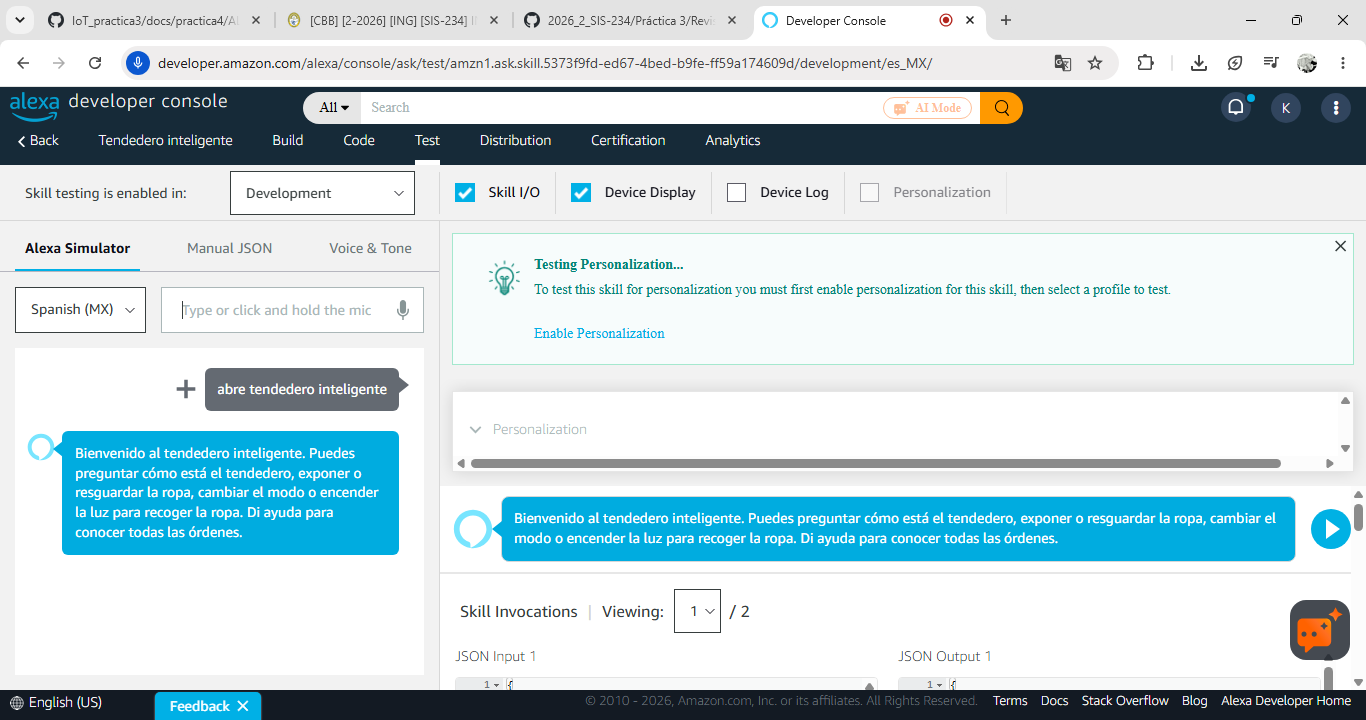 IoT_practica3/docs/practica4/Al
[CBB] [2-2026] [ING] [SIS-234] I
2026_2_SIS-234/Práctica 3/Revis
Developer Console
developer.amazon.com/alexa/console/ask/test/amzn1.ask.skill.5373f9fd-ed67-4bed-b9fe-ff59a174609d/development/es_MX/
alexa developer console
All
Search
AI Mode
K
Back
Tendedero inteligente
Build
Code
Test
Distribution
Certification
Analytics
Skill testing is enabled in:
Development
Skill I/O
Device Display
Device Log
Personalization
Alexa Simulator
Manual JSON
Voice & Tone
Spanish (MX)
Type or click and hold the mic
abre tendedero inteligente
Bienvenido al tendedero inteligente. Puedes
preguntar cómo está el tendedero, exponer o
resguardar la ropa, cambiar el modo o encender
la luz para recoger la ropa. Di ayuda para
conocer todas las órdenes.
Testing Personalization...
To test this skill for personalization you must first enable personalization for this skill, then select a profile to test.
Enable Personalization
Personalization
Bienvenido al tendedero inteligente. Puedes preguntar cómo está el tendedero, exponer o resguardar la ropa, cambiar el
modo o encender la luz para recoger la ropa. Di ayuda para conocer todas las órdenes.
Skill Invocations | Viewing: 1 / 2
JSON Input 1
JSON Output 1
1 {
1 {
English (US)
Feedback
© 2010 - 2026, Amazon.com, Inc. or its affiliates. All Rights Reserved.
Terms
Docs
Stack Overflow
Blog
Alexa Developer Home